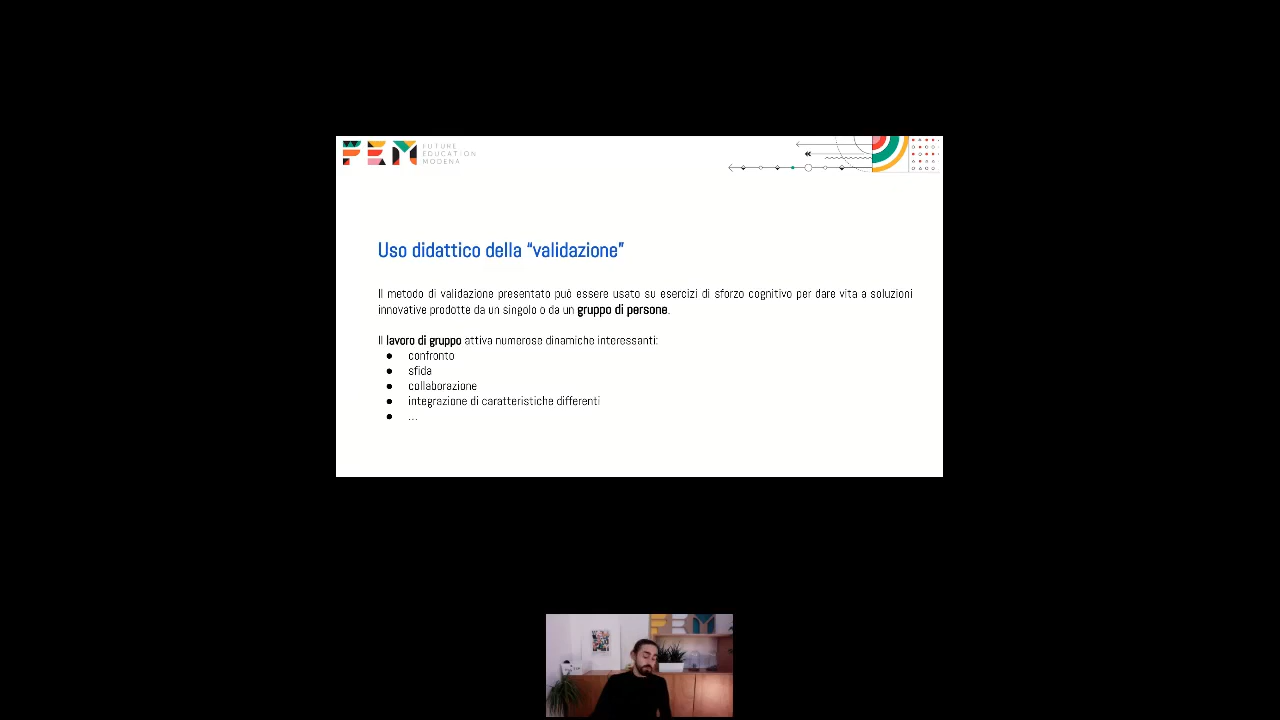 FEM FUTURE
EDUCATION
MODENA
Uso didattico della “validazione”
Il metodo di validazione presentato può essere usato su esercizi di sforzo cognitivo per dare vita a soluzioni
innovative prodotte da un singolo o da un gruppo di persone.
Il lavoro di gruppo attiva numerose dinamiche interessanti:
● confronto
● sfida
● collaborazione
● integrazione di caratteristiche differenti
● ...
FEM